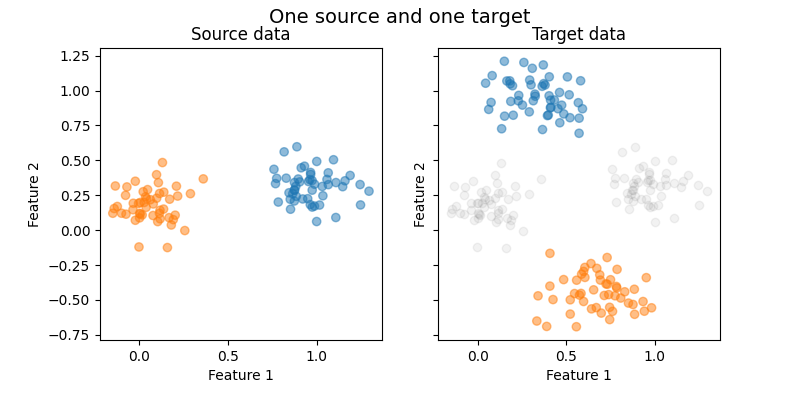 One source and one target
Source data
Target data
Feature 2
1.25
1.00
0.75
0.50
0.25
0.00
−0.25
−0.50
−0.75
0.0 0.5 1.0
Feature 1
Feature 2
0.0 0.5 1.0
Feature 1